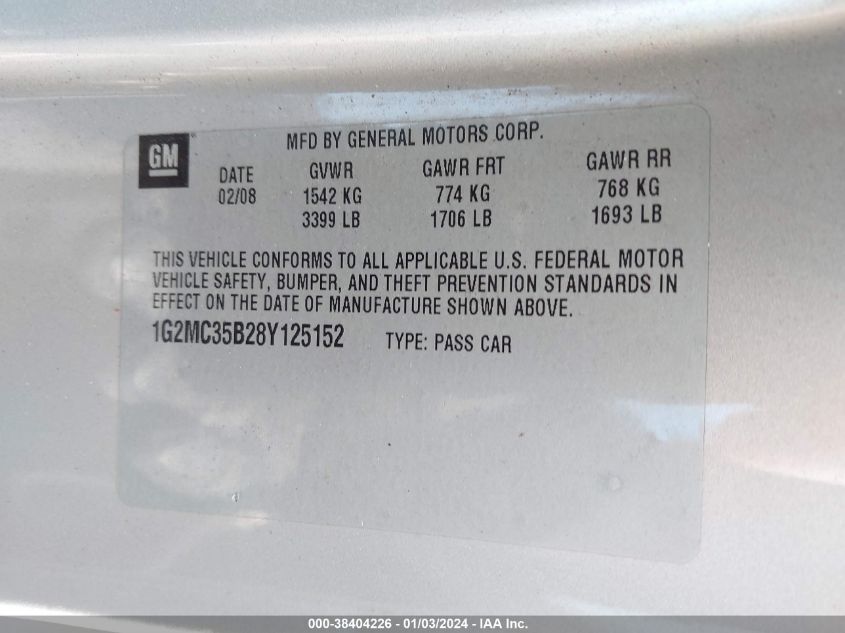 MFD BY GENERAL MOTORS CORP.
GM
DATE GVWR GAWR FRT GAWR RR
02/08 1542 KG 774 KG 768 KG
3399 LB 1706 LB 1693 LB
THIS VEHICLE CONFORMS TO ALL APPLICABLE U.S. FEDERAL MOTOR
VEHICLE SAFETY, BUMPER, AND THEFT PREVENTION STANDARDS IN
EFFECT ON THE DATE OF MANUFACTURE SHOWN ABOVE.
1G2MC35B28Y125152 TYPE: PASS CAR
000-38404226 - 01/03/2024 - IAA Inc.